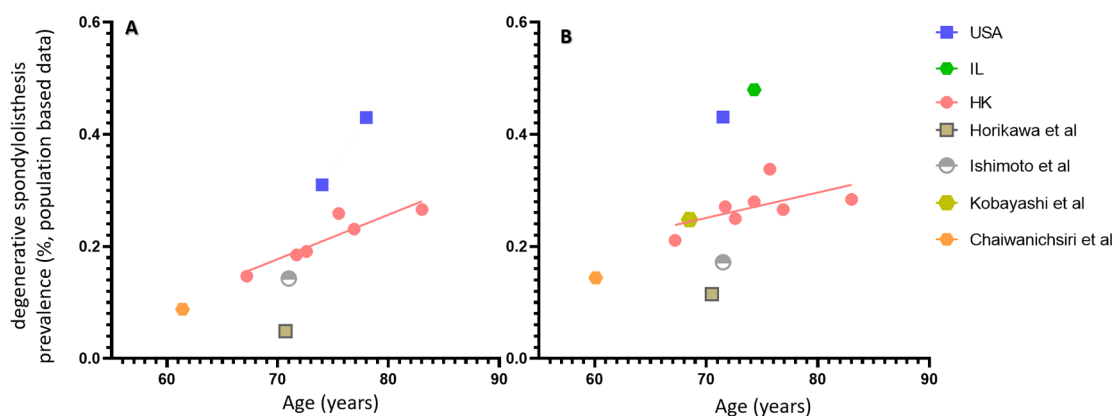 degenerative spondylolisthesis
prevalence (%, population based data)
A
0.6
0.4
0.2
0.0
60
70
80
90
Age (years)
B
0.6
0.4
0.2
0.0
60
70
80
90
Age (years)
USA
IL
HK
Horikawa et al
Ishimoto et al
Kobayashi et al
Chaiwanichsiri et al